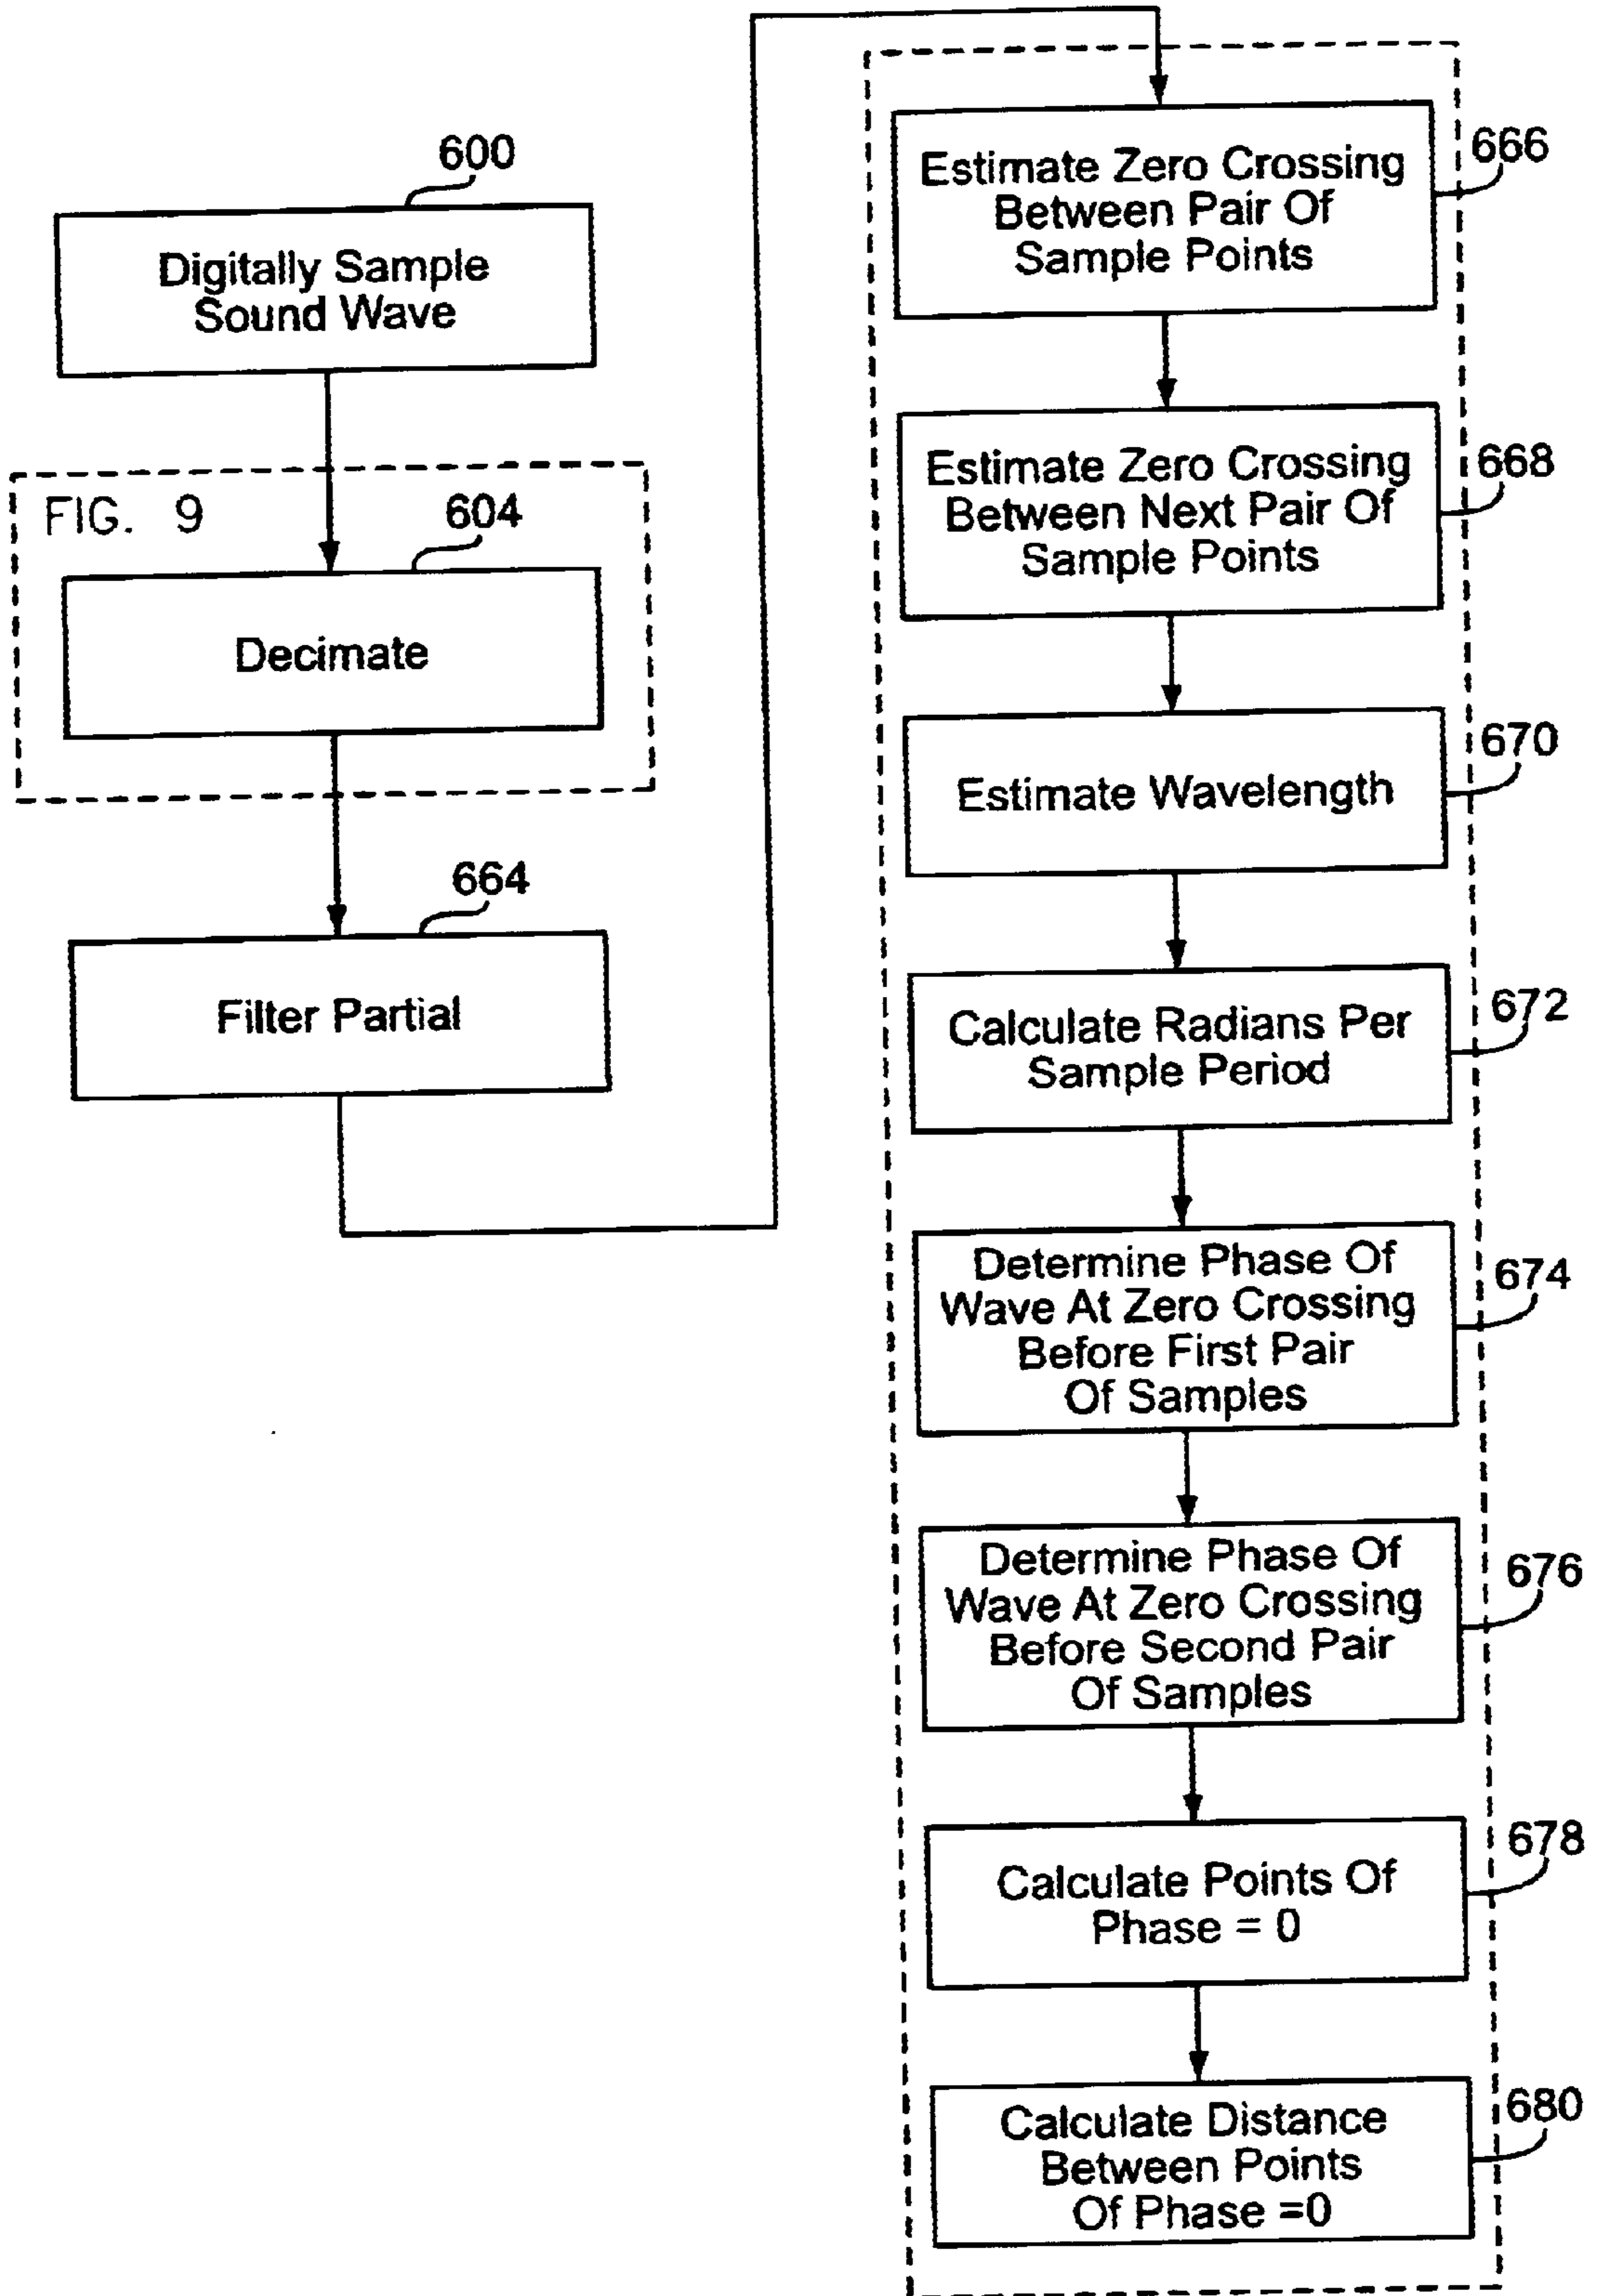 600
Digitally Sample
Sound Wave
FIG. 9
604
Decimate
664
Filter Partial
666
Estimate Zero Crossing
Between Pair Of
Sample Points
668
Estimate Zero Crossing
Between Next Pair Of
Sample Points
670
Estimate Wavelength
672
Calculate Radians Per
Sample Period
674
Determine Phase Of
Wave At Zero Crossing
Before First Pair
Of Samples
676
Determine Phase Of
Wave At Zero Crossing
Before Second Pair
Of Samples
678
Calculate Points Of
Phase = 0
680
Calculate Distance
Between Points
Of Phase =0